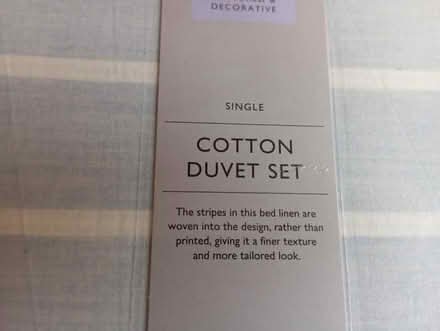 &
DECORATIVE
SINGLE
COTTON
DUVET SET
The stripes in this bed linen are
woven into the design, rather than
printed, giving it a finer texture
and more tailored look.